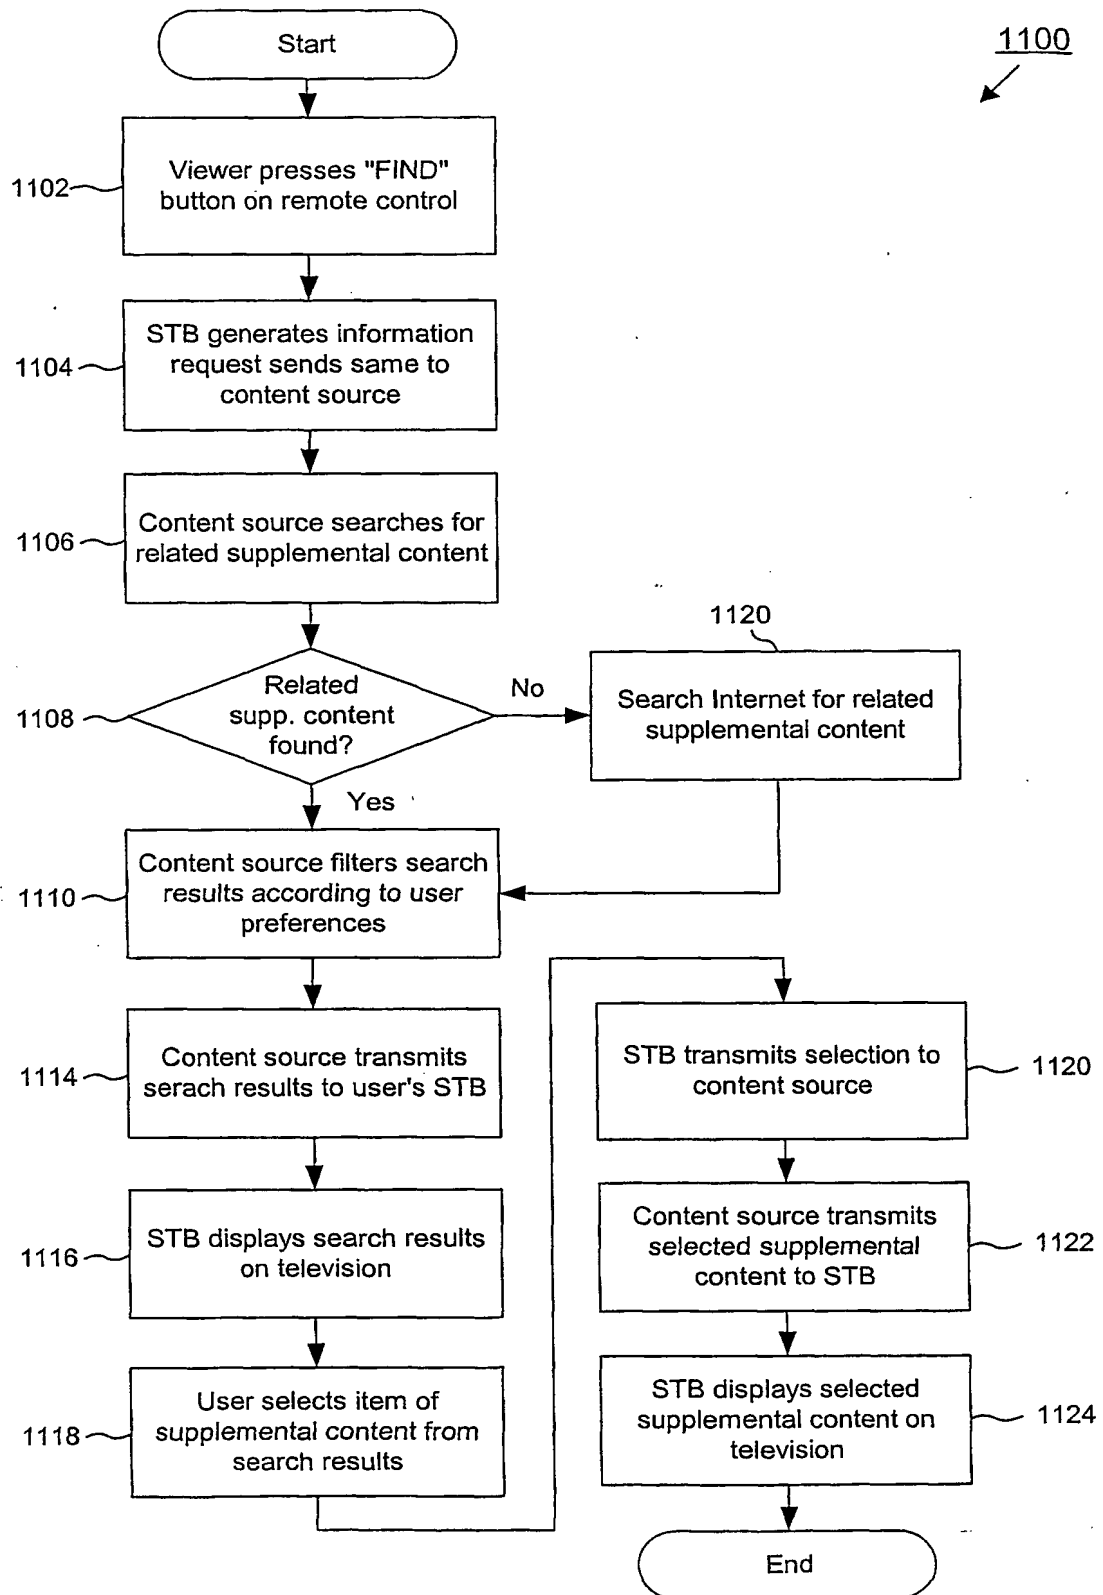 Start
1100
1102
Viewer presses "FIND"
button on remote control
1104
STB generates information
request sends same to
content source
1106
Content source searches for
related supplemental content
1108
Related
supp. content
found?
No
Yes
1120
Search Internet for related
supplemental content
1110
Content source filters search
results according to user
preferences
1114
Content source transmits
serach results to user's STB
1116
STB displays search results
on television
1118
User selects item of
supplemental content from
search results
STB transmits selection to
content source
1120
Content source transmits
selected supplemental
content to STB
1122
STB displays selected
supplemental content on
television
1124
End